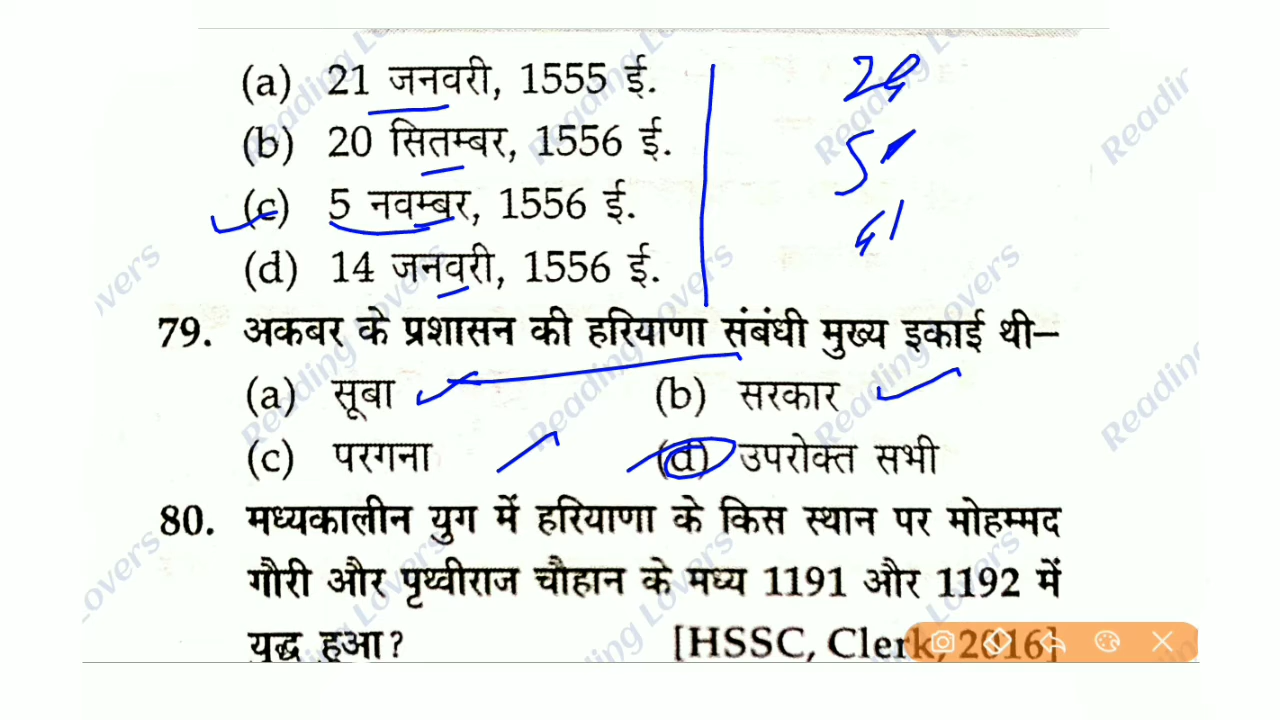 (a) 21 जनवरी, 1555 ई.
(b) 20 सितम्बर, 1556 ई.
(c) 5 नवम्बर, 1556 ई.
(d) 14 जनवरी, 1556 ई.
79. अकबर के प्रशासन की हरियाणा संबंधी मुख्य इकाई थी–
(a) सूबा (b) सरकार
(c) परगना (d) उपरोक्त सभी
80. मध्यकालीन युग में हरियाणा के किस स्थान पर मोहम्मद
गौरी और पृथ्वीराज चौहान के मध्य 1191 और 1192 में
युद्ध हुआ? [HSSC, Clerk, 2016]
Reading Lovers